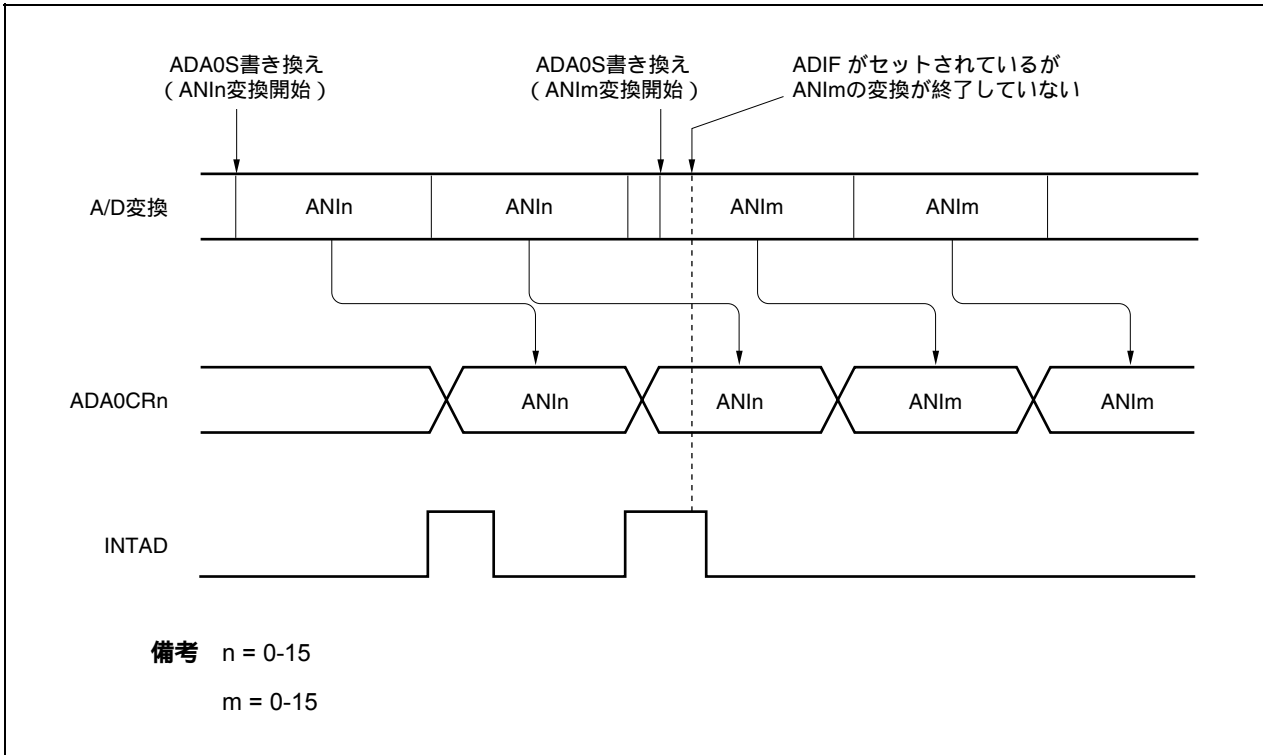 ADA0S書き換え
（ANIn変換開始）
ADA0S書き換え
（ANIm変換開始）
ADIF がセットされているが
ANImの変換が終了していない
A/D変換
ANIn
ANIn
ANIm
ANIm
ADA0CRn
ANIn
ANIn
ANIm
ANIm
INTAD
備考 n = 0-15
m = 0-15